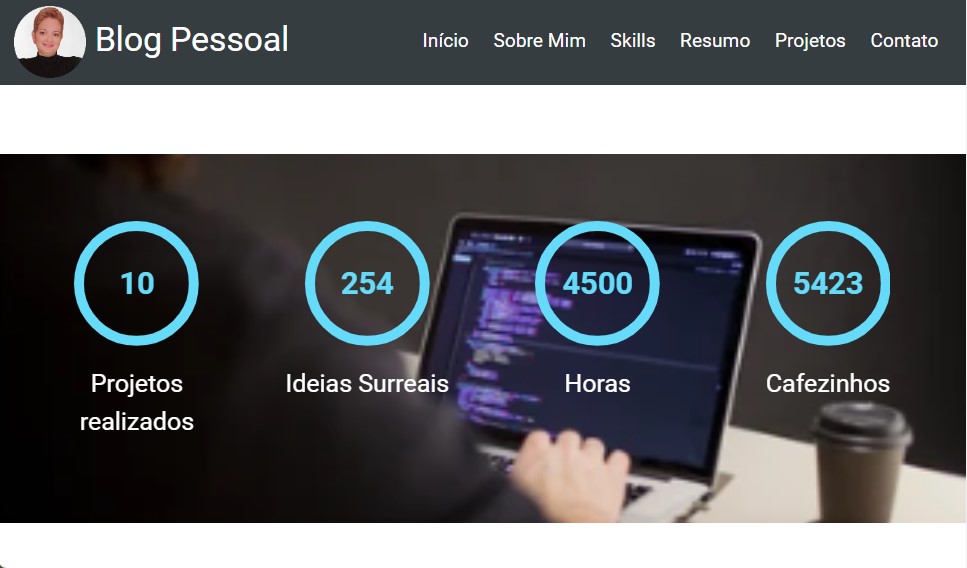 Blog Pessoal
Início Sobre Mim Skills Resumo Projetos Contato
10 254 4500 5423
Projetos realizados
Ideias Surreais
Horas
Cafezinhos